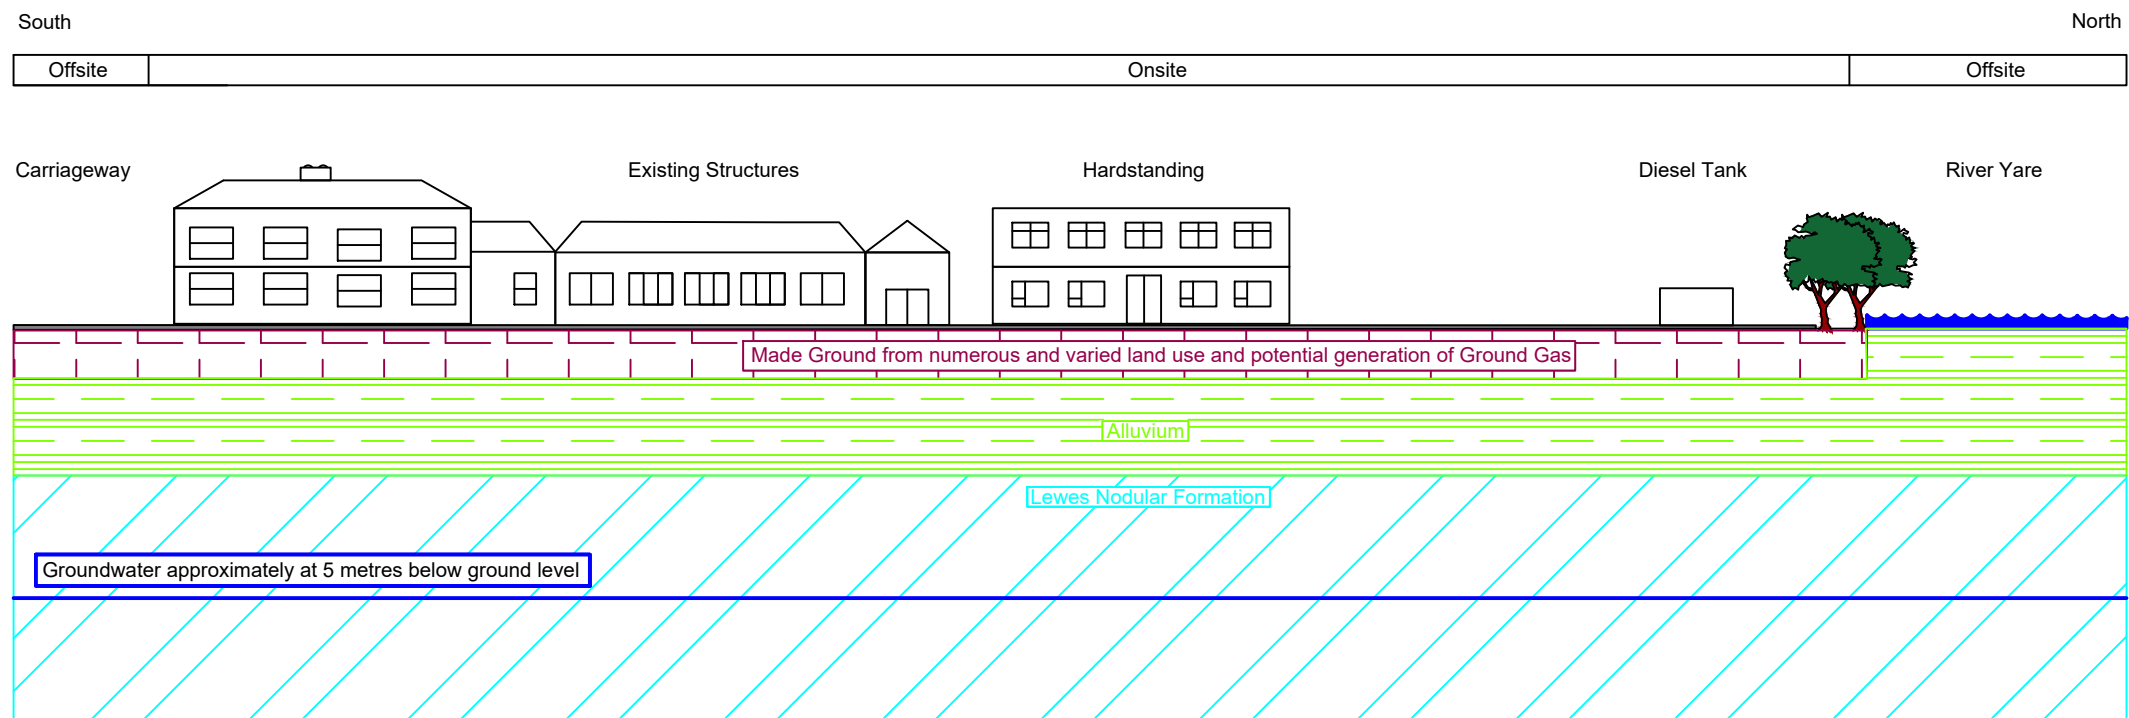 South
North
Offsite
Onsite
Offsite
Carriageway
Existing Structures
Hardstanding
Diesel Tank
River Yare
Made Ground from numerous and varied land use and potential generation of Ground Gas
Alluvium
Lewes Nodular Formation
Groundwater approximately at 5 metres below ground level